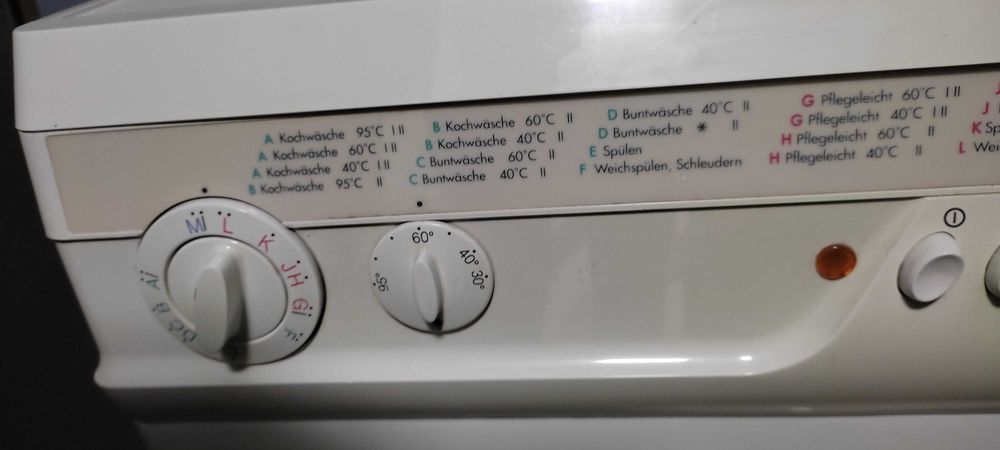 A Kochwäsche 95°C I II
A Kochwäsche 60°C I II
A Kochwäsche 40°C I II
B Kochwäsche 95°C II
B Kochwäsche 60°C II
B Kochwäsche 40°C II
C Buntwäsche 60°C II
C Buntwäsche 40°C II
D Buntwäsche 40°C II
D Buntwäsche * II
E Spülen
F Weichspülen, Schleudern
G Pflegeleicht 60°C I II
G Pflegeleicht 40°C I II
H Pflegeleicht 60°C II
H Pflegeleicht 40°C II
J
J
K Sp
L Wei
A
B
C
D
F
G
H
J
K
L
M
95°
60°
40°
30°